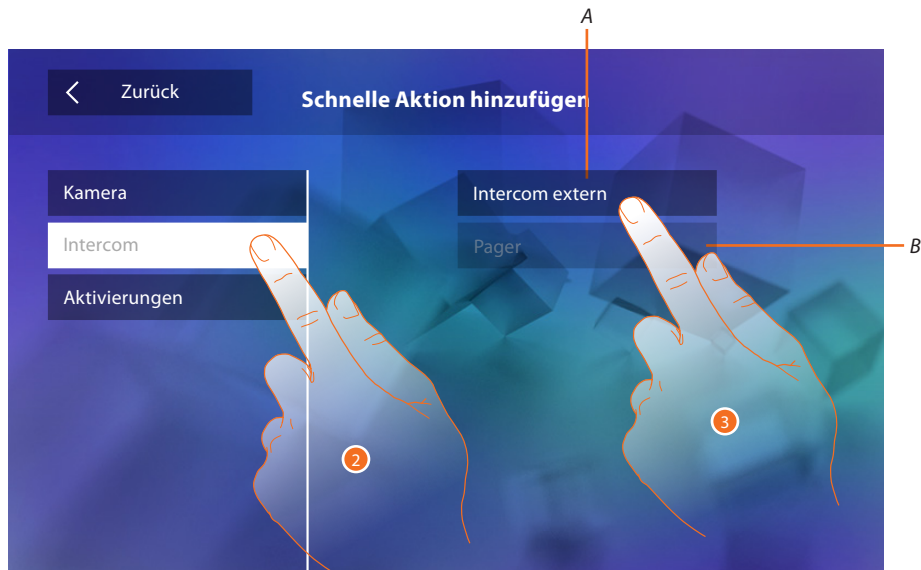 A
Zurück
Schnelle Aktion hinzufügen
Kamera
Intercom extern
Intercom
Pager
B
Aktivierungen
3
2